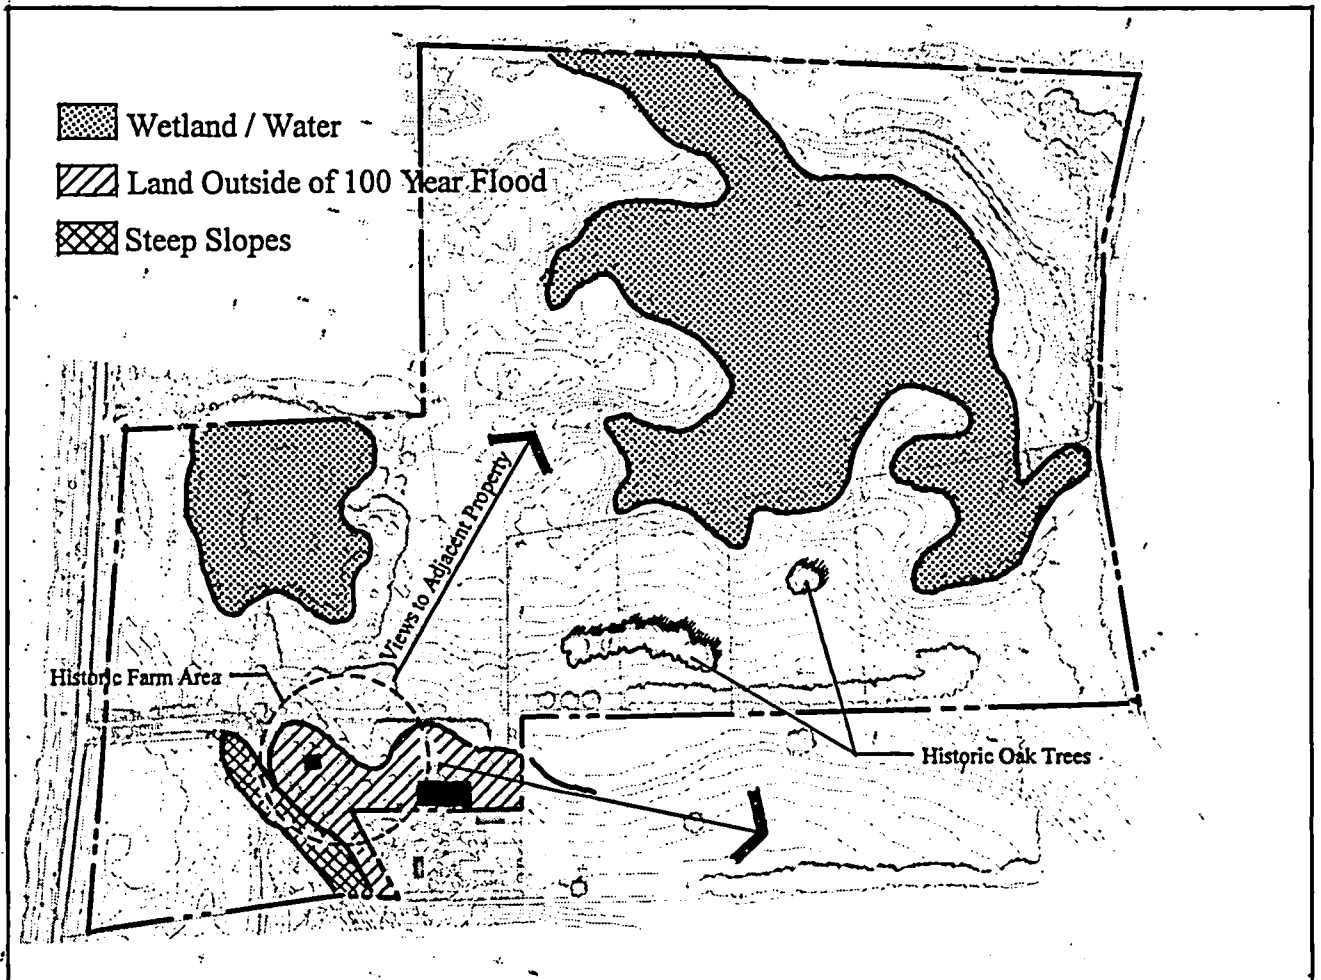 Wetland / Water
Land Outside of 100 Year Flood
Steep Slopes
Views to Adjacent Property
Historic Farm Area
Historic Oak Trees